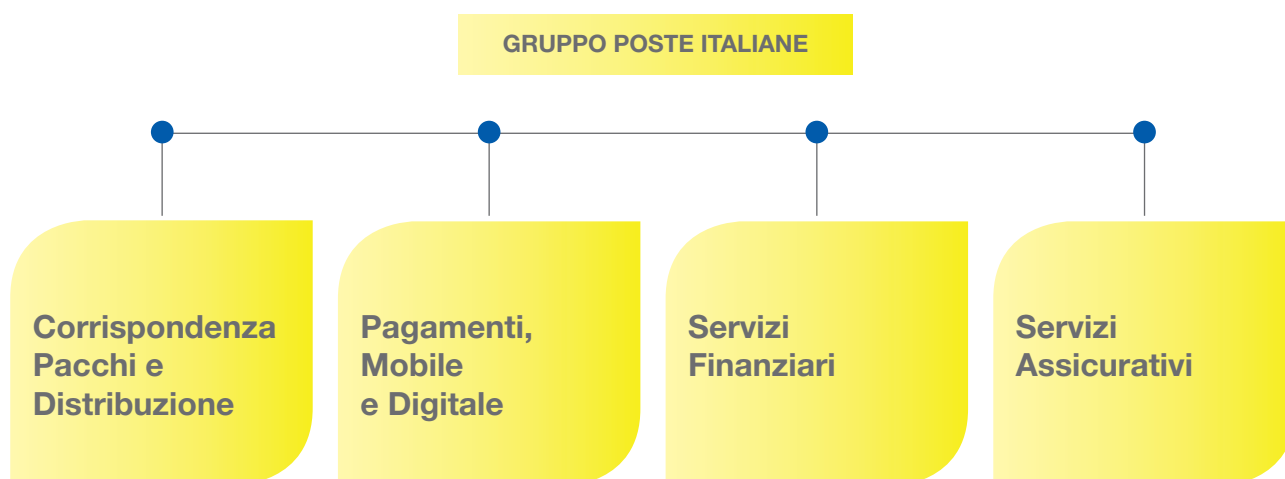 GRUPPO POSTE ITALIANE
Corrispondenza
Pacchi e
Distribuzione
Pagamenti,
Mobile
e Digitale
Servizi
Finanziari
Servizi
Assicurativi